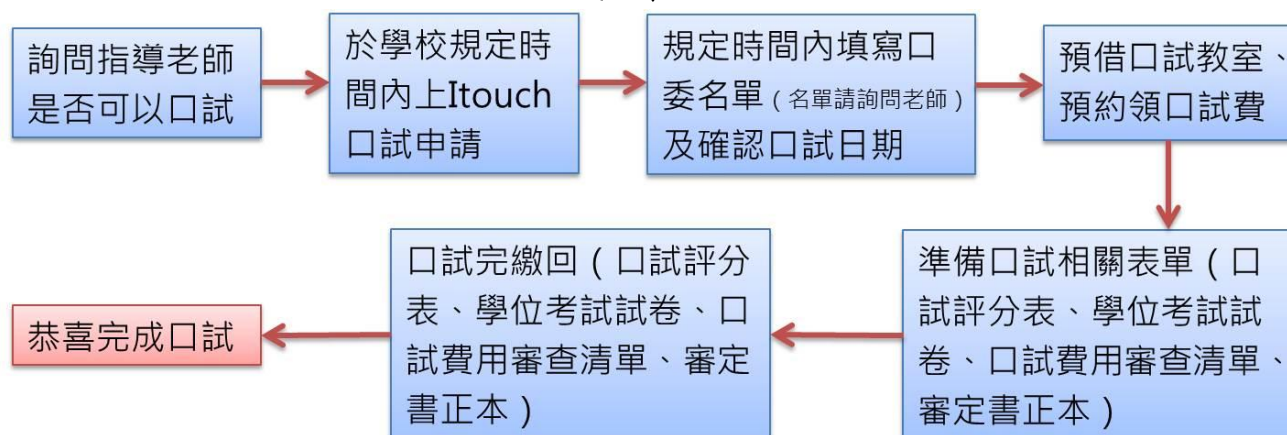 詢問指導老師
是否可以口試
於學校規定時
間內上Itouch
口試申請
規定時間內填寫口
委名單（名單請詢問老師）
及確認口試日期
預借口試教室、
預約領口試費
準備口試相關表單（口
試評分表、學位考試試
卷、口試費用審查清單、
審定書正本）
口試完繳回（口試評分
表、學位考試試卷、口
試費用審查清單、審定
書正本）
恭喜完成口試